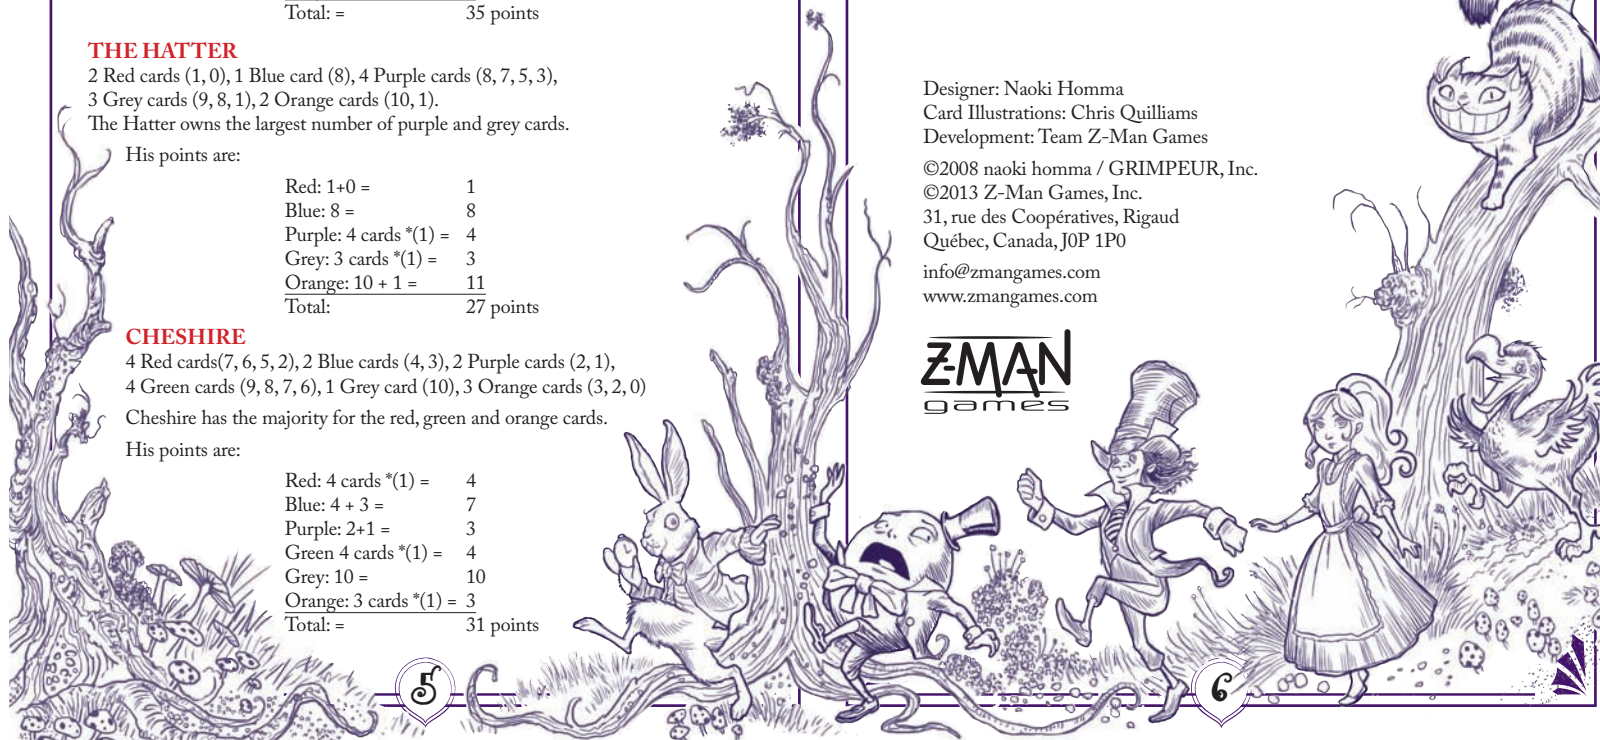 Total: = 35 points
THE HATTER
2 Red cards (1, 0), 1 Blue card (8), 4 Purple cards (8, 7, 5, 3),
3 Grey cards (9, 8, 1), 2 Orange cards (10, 1).
The Hatter owns the largest number of purple and grey cards.
His points are:
Red: 1+0 = 1
Blue: 8 = 8
Purple: 4 cards *(1) = 4
Grey: 3 cards *(1) = 3
Orange: 10 + 1 = 11
Total: 27 points
CHESHIRE
4 Red cards(7, 6, 5, 2), 2 Blue cards (4, 3), 2 Purple cards (2, 1),
4 Green cards (9, 8, 7, 6), 1 Grey card (10), 3 Orange cards (3, 2, 0)
Cheshire has the majority for the red, green and orange cards.
His points are:
Red: 4 cards *(1) = 4
Blue: 4 + 3 = 7
Purple: 2+1 = 3
Green 4 cards *(1) = 4
Grey: 10 = 10
Orange: 3 cards *(1) = 3
Total: = 31 points
5
Designer: Naoki Homma
Card Illustrations: Chris Quilliams
Development: Team Z-Man Games
©2008 naoki homma / GRIMPEUR, Inc.
©2013 Z-Man Games, Inc.
31, rue des Coopératives, Rigaud
Québec, Canada, J0P 1P0
info@zmangames.com
www.zmangames.com
Z-MAN
games
6